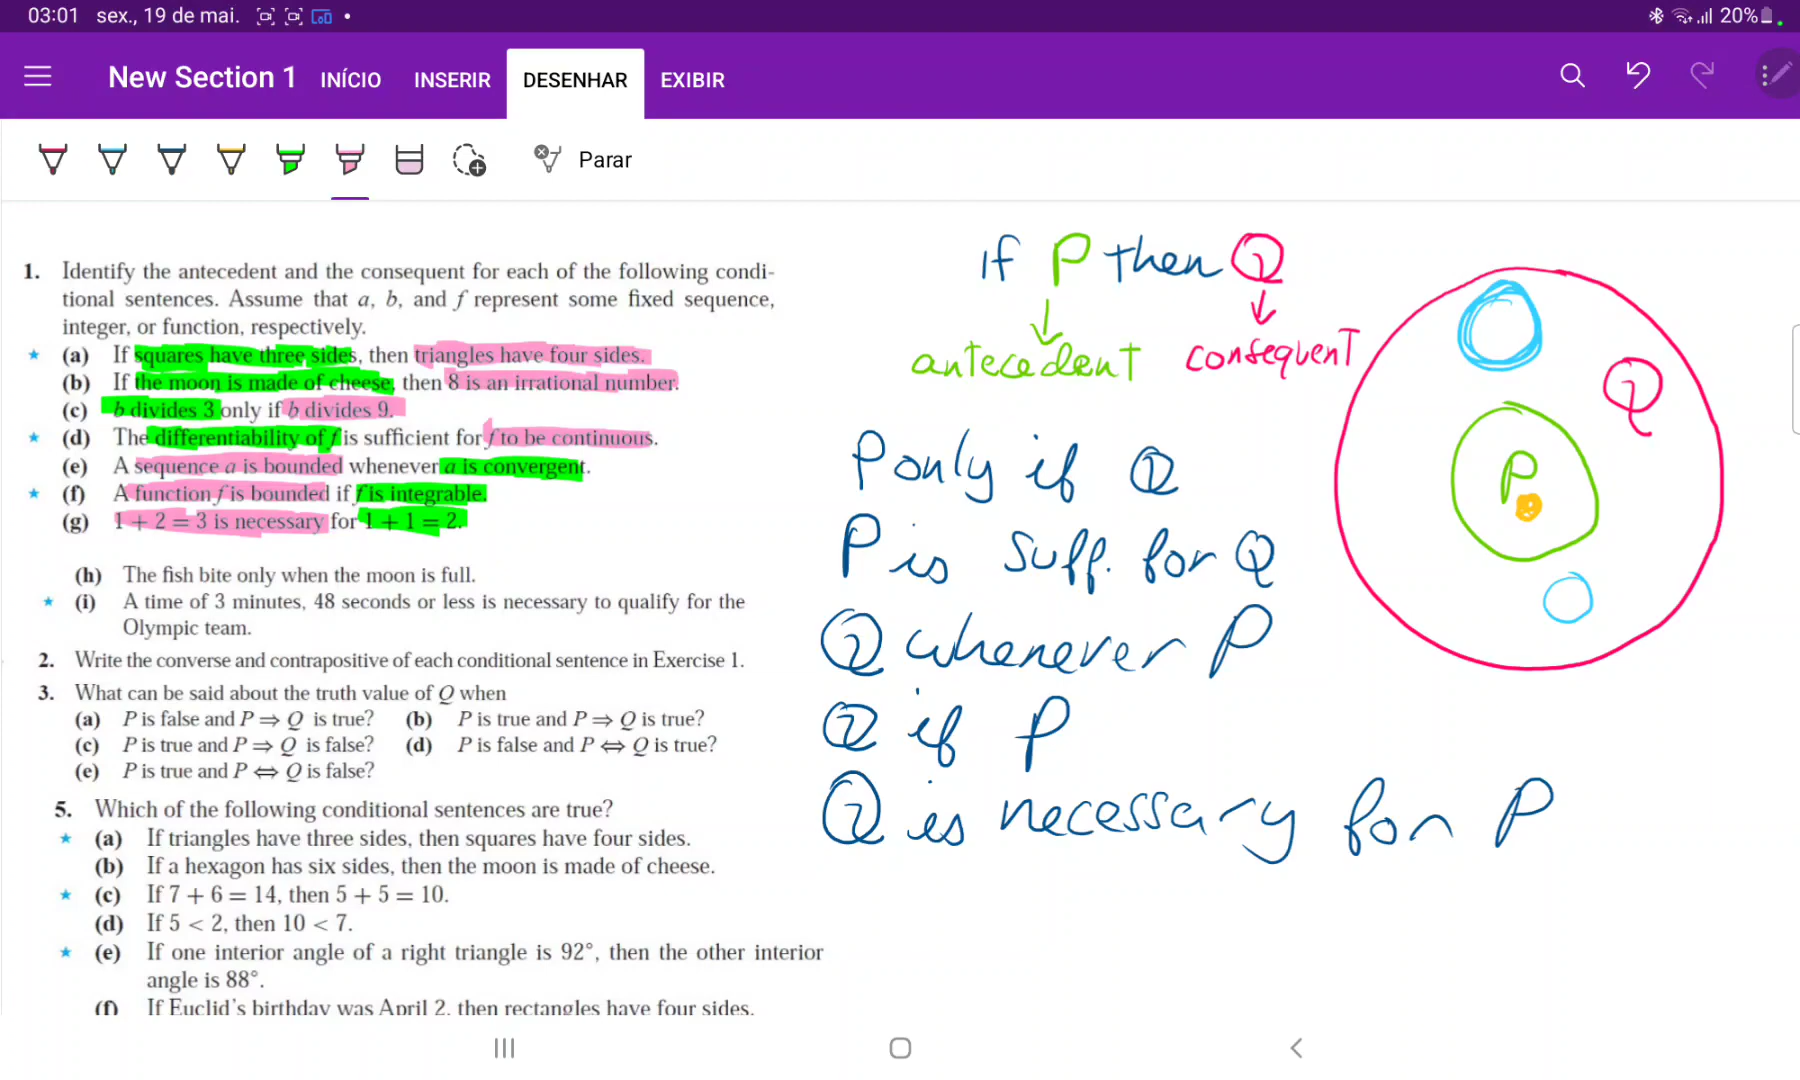 03:01 sex., 19 de mai.
20%
New Section 1 INÍCIO INSERIR DESENHAR EXIBIR
Parar
1. Identify the antecedent and the consequent for each of the following condi-
tional sentences. Assume that a, b, and f represent some fixed sequence,
integer, or function, respectively.
★ (a) If squares have three sides, then triangles have four sides.
(b) If the moon is made of cheese, then 8 is an irrational number.
(c) b divides 3 only if b divides 9.
★ (d) The differentiability of f is sufficient for f to be continuous.
(e) A sequence a is bounded whenever a is convergent.
★ (f) A function f is bounded if f is integrable.
(g) 1 + 2 = 3 is necessary for 1 + 1 = 2.
(h) The fish bite only when the moon is full.
★ (i) A time of 3 minutes, 48 seconds or less is necessary to qualify for the
Olympic team.
2. Write the converse and contrapositive of each conditional sentence in Exercise 1.
3. What can be said about the truth value of Q when
(a) P is false and P ⇒ Q is true? (b) P is true and P ⇒ Q is true?
(c) P is true and P ⇒ Q is false? (d) P is false and P ⇔ Q is true?
(e) P is true and P ⇔ Q is false?
5. Which of the following conditional sentences are true?
★ (a) If triangles have three sides, then squares have four sides.
(b) If a hexagon has six sides, then the moon is made of cheese.
★ (c) If 7 + 6 = 14, then 5 + 5 = 10.
(d) If 5 < 2, then 10 < 7.
★ (e) If one interior angle of a right triangle is 92°, then the other interior
angle is 88°.
(f) If Euclid's birthday was April 2, then rectangles have four sides.
If P then Q
antecedent consequent
P only if Q
P is suff. for Q
Q whenever P
Q if P
Q is necessary for P
Q
P